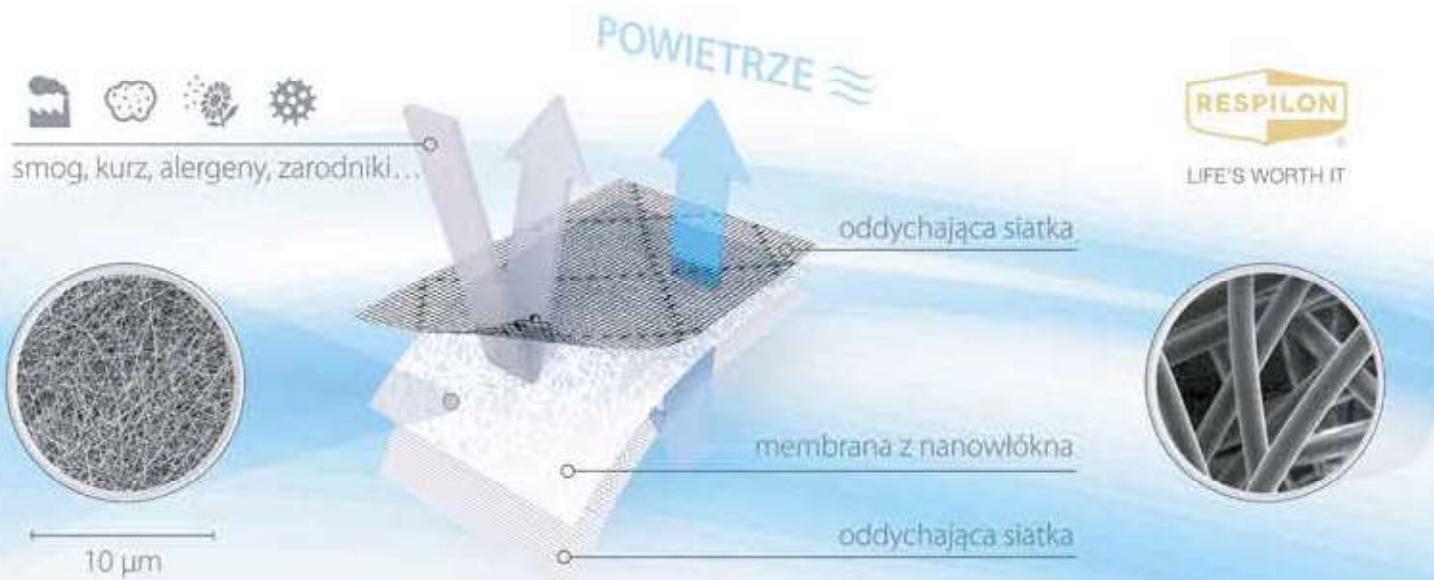 POWIETRZE
smog, kurz, alergeny, zarodniki...
RESPILON
®
LIFE'S WORTH IT
oddychająca siatka
membrana z nanowłókna
oddychająca siatka
10 µm